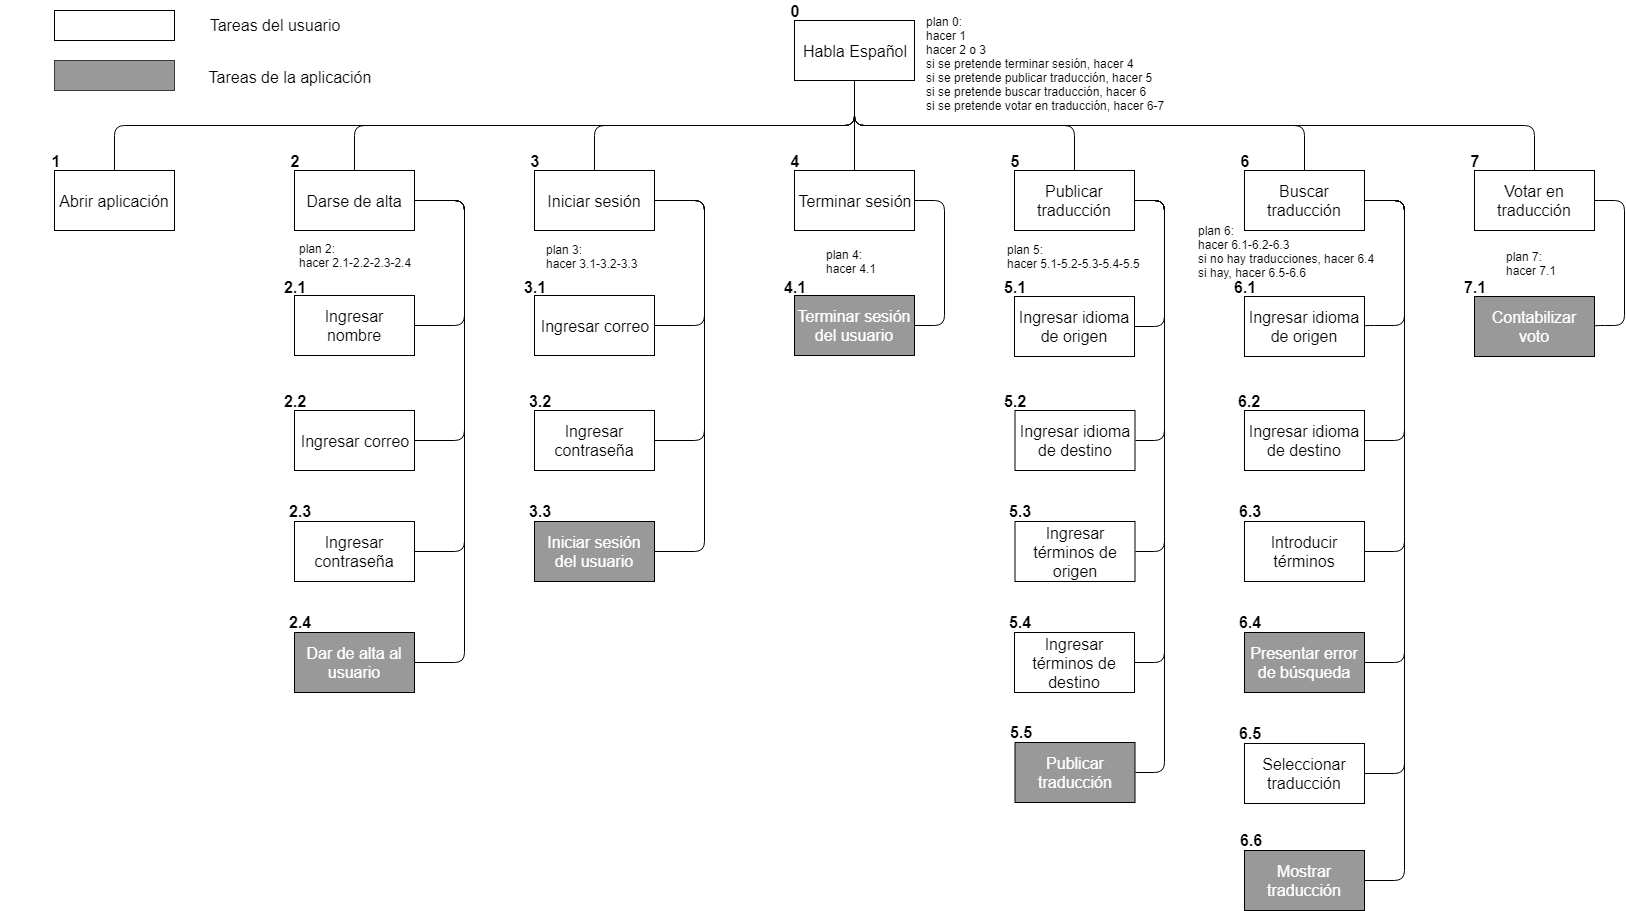 Tareas del usuario
Tareas de la aplicación
0
Habla Español
plan 0:
hacer 1
hacer 2 o 3
si se pretende terminar sesión, hacer 4
si se pretende publicar traducción, hacer 5
si se pretende buscar traducción, hacer 6
si se pretende votar en traducción, hacer 6-7
1
Abrir aplicación
2
Darse de alta
plan 2:
hacer 2.1-2.2-2.3-2.4
2.1
Ingresar
nombre
2.2
Ingresar correo
2.3
Ingresar
contraseña
2.4
Dar de alta al
usuario
3
Iniciar sesión
plan 3:
hacer 3.1-3.2-3.3
3.1
Ingresar correo
3.2
Ingresar
contraseña
3.3
Iniciar sesión
del usuario
4
Terminar sesión
plan 4:
hacer 4.1
4.1
Terminar sesión
del usuario
5
Publicar
traducción
plan 5:
hacer 5.1-5.2-5.3-5.4-5.5
5.1
Ingresar idioma
de origen
5.2
Ingresar idioma
de destino
5.3
Ingresar
términos de
origen
5.4
Ingresar
términos de
destino
5.5
Publicar
traducción
6
Buscar
traducción
plan 6:
hacer 6.1-6.2-6.3
si no hay traducciones, hacer 6.4
si hay, hacer 6.5-6.6
6.1
Ingresar idioma
de origen
6.2
Ingresar idioma
de destino
6.3
Introducir
términos
6.4
Presentar error
de búsqueda
6.5
Seleccionar
traducción
6.6
Mostrar
traducción
7
Votar en
traducción
plan 7:
hacer 7.1
7.1
Contabilizar
voto